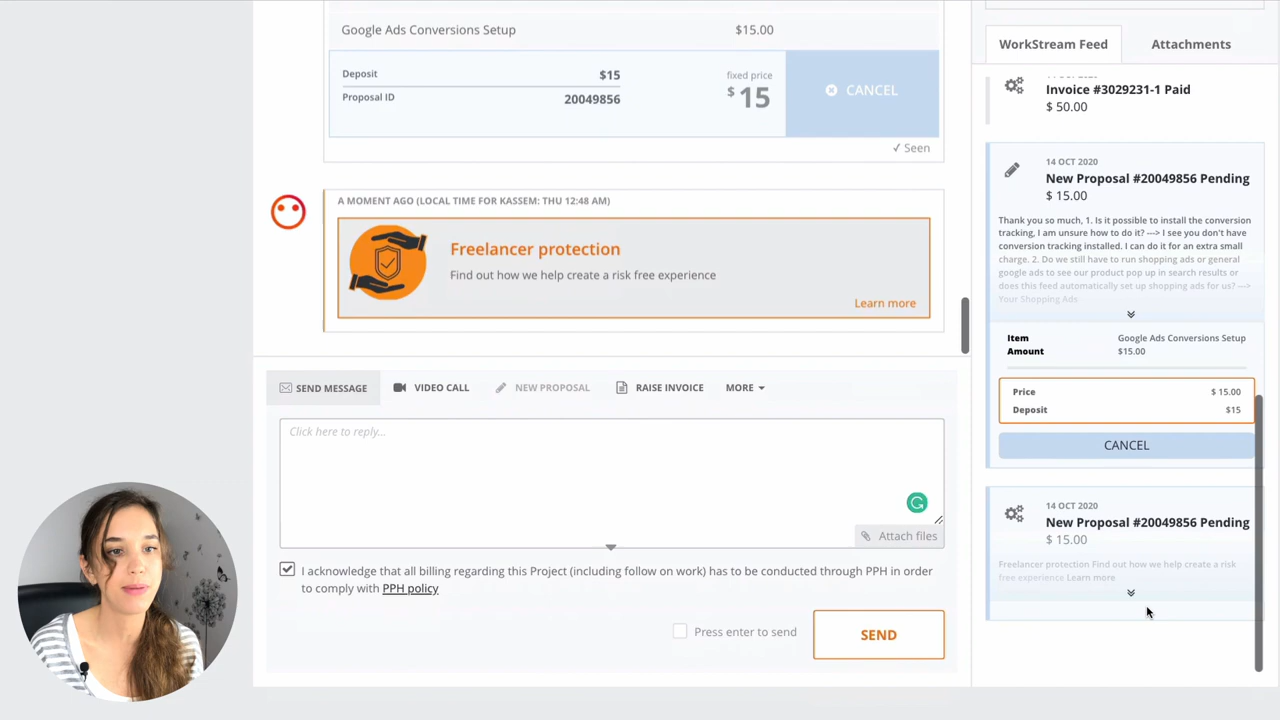 Google Ads Conversions Setup $15.00
Deposit $15
Proposal ID 20049856
fixed price
$ 15
CANCEL
✓ Seen
A MOMENT AGO (LOCAL TIME FOR KASSEM: THU 12:48 AM)
Freelancer protection
Find out how we help create a risk free experience
Learn more
SEND MESSAGE VIDEO CALL NEW PROPOSAL RAISE INVOICE MORE
Click here to reply...
Attach files
I acknowledge that all billing regarding this Project (including follow on work) has to be conducted through PPH in order
to comply with PPH policy
Press enter to send
SEND
WorkStream Feed Attachments
Invoice #3029231-1 Paid
$ 50.00
14 OCT 2020
New Proposal #20049856 Pending
$ 15.00
Thank you so much, 1. Is it possible to install the conversion
tracking, I am unsure how to do it? ---> I see you don't have
conversion tracking installed. I can do it for an extra small
charge. 2. Do we still have to run shopping ads or general
google ads to see our product pop up in search results or
does this feed automatically set up shopping ads for us? --->
Your Shopping Ads
Item Google Ads Conversions Setup
Amount $15.00
Price $ 15.00
Deposit $15
CANCEL
14 OCT 2020
New Proposal #20049856 Pending
$ 15.00
Freelancer protection Find out how we help create a risk
free experience Learn more